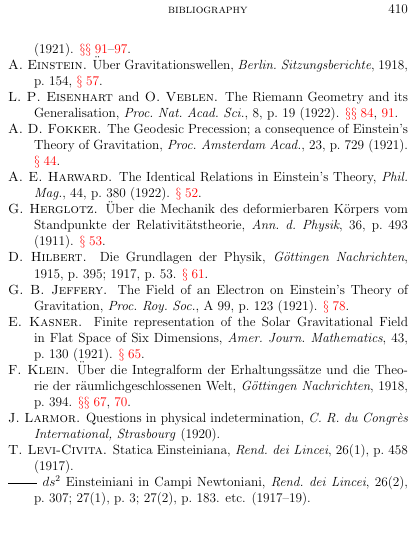 BIBLIOGRAPHY 410
(1921). §§ 91–97.
A. EINSTEIN. Über Gravitationswellen, Berlin. Sitzungsberichte, 1918,
p. 154, § 57.
L. P. EISENHART and O. VEBLEN. The Riemann Geometry and its
Generalisation, Proc. Nat. Acad. Sci., 8, p. 19 (1922). §§ 84, 91.
A. D. FOKKER. The Geodesic Precession; a consequence of Einstein's
Theory of Gravitation, Proc. Amsterdam Acad., 23, p. 729 (1921).
§ 44.
A. E. HARWARD. The Identical Relations in Einstein's Theory, Phil.
Mag., 44, p. 380 (1922). § 52.
G. HERGLOTZ. Über die Mechanik des deformierbaren Körpers vom
Standpunkte der Relativitätstheorie, Ann. d. Physik, 36, p. 493
(1911). § 53.
D. HILBERT. Die Grundlagen der Physik, Göttingen Nachrichten,
1915, p. 395; 1917, p. 53. § 61.
G. B. JEFFERY. The Field of an Electron on Einstein's Theory of
Gravitation, Proc. Roy. Soc., A 99, p. 123 (1921). § 78.
E. KASNER. Finite representation of the Solar Gravitational Field
in Flat Space of Six Dimensions, Amer. Journ. Mathematics, 43,
p. 130 (1921). § 65.
F. KLEIN. Über die Integralform der Erhaltungssätze und die Theo-
rie der räumlichgeschlossenen Welt, Göttingen Nachrichten, 1918,
p. 394. §§ 67, 70.
J. LARMOR. Questions in physical indetermination, C. R. du Congrès
International, Strasbourg (1920).
T. LEVI-CIVITA. Statica Einsteiniana, Rend. dei Lincei, 26(1), p. 458
(1917).
—— ds² Einsteiniani in Campi Newtoniani, Rend. dei Lincei, 26(2),
p. 307; 27(1), p. 3; 27(2), p. 183. etc. (1917–19).